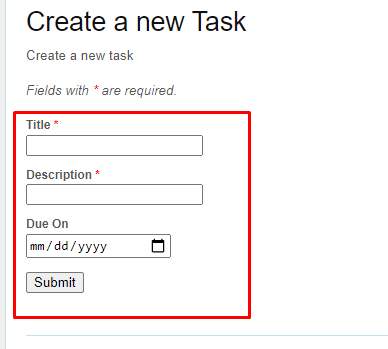 Create a new Task
Create a new task
Fields with * are required.
Title *
Description *
Due On
mm/dd/yyyy
Submit